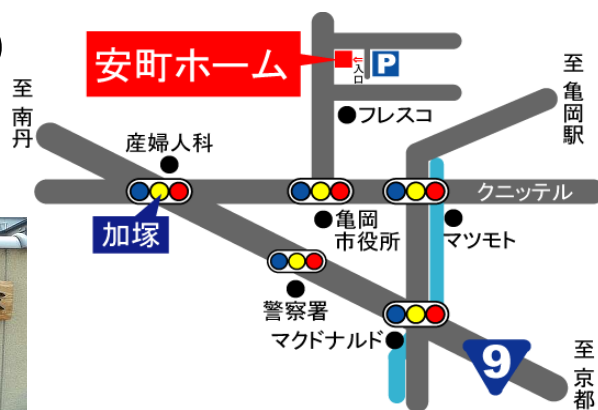 安町ホーム
入口
P
至南丹
至亀岡駅
フレスコ
産婦人科
クニッテル
加塚
亀岡
市役所
マツモト
警察署
マクドナルド
9
至京都